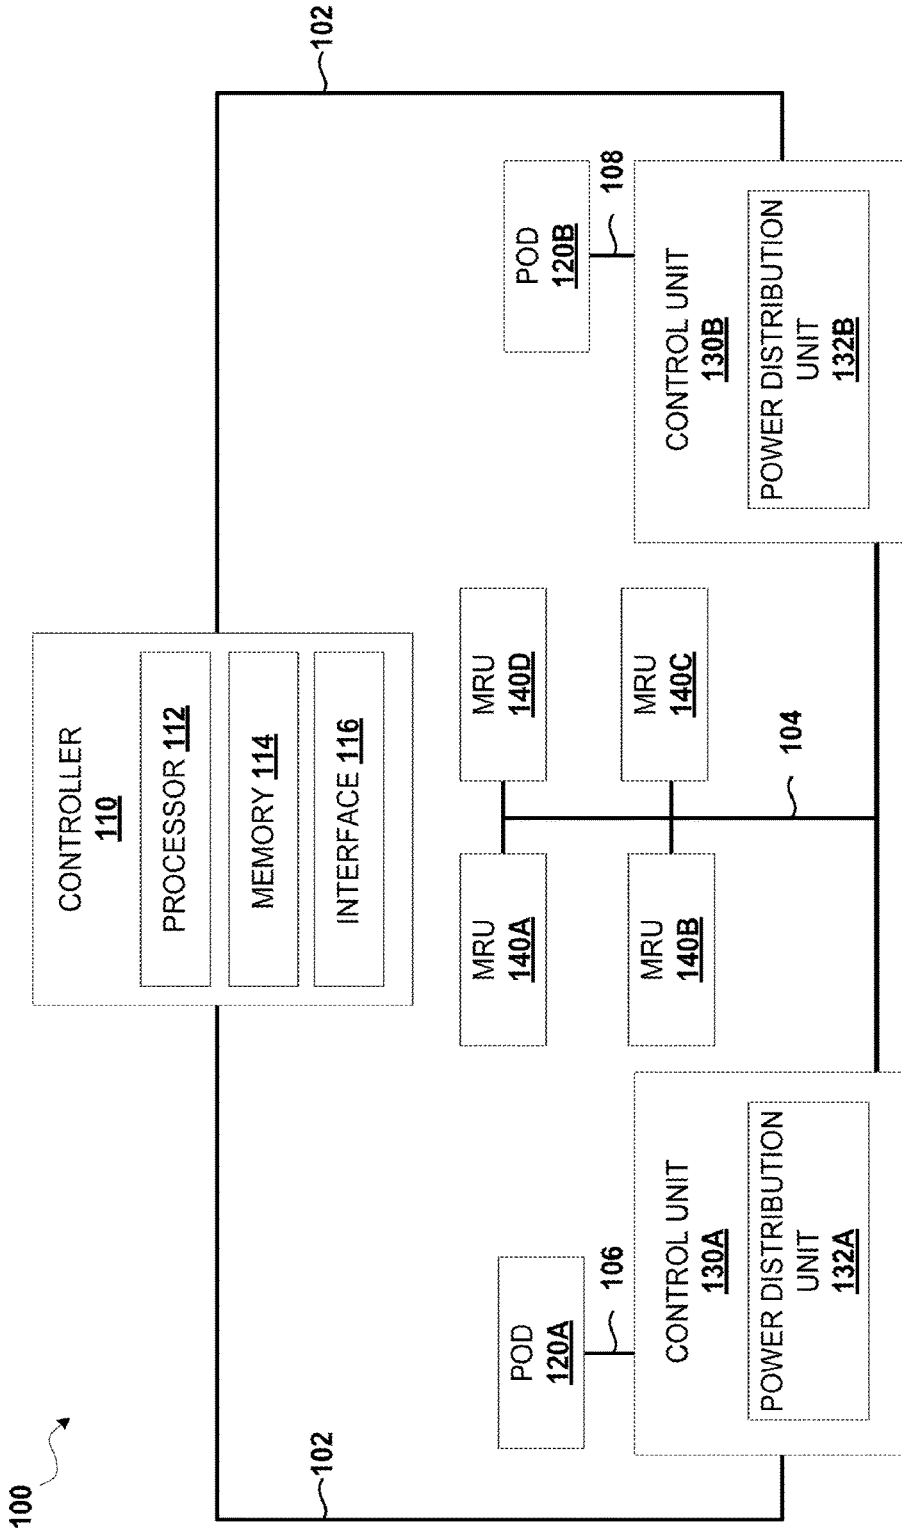 100
102
102
CONTROLLER
110
PROCESSOR 112
MEMORY 114
INTERFACE 116
MRU
140A
MRU
140D
MRU
140B
MRU
140C
104
POD
120A
106
CONTROL UNIT
130A
POWER DISTRIBUTION
UNIT
132A
POD
120B
108
CONTROL UNIT
130B
POWER DISTRIBUTION
UNIT
132B